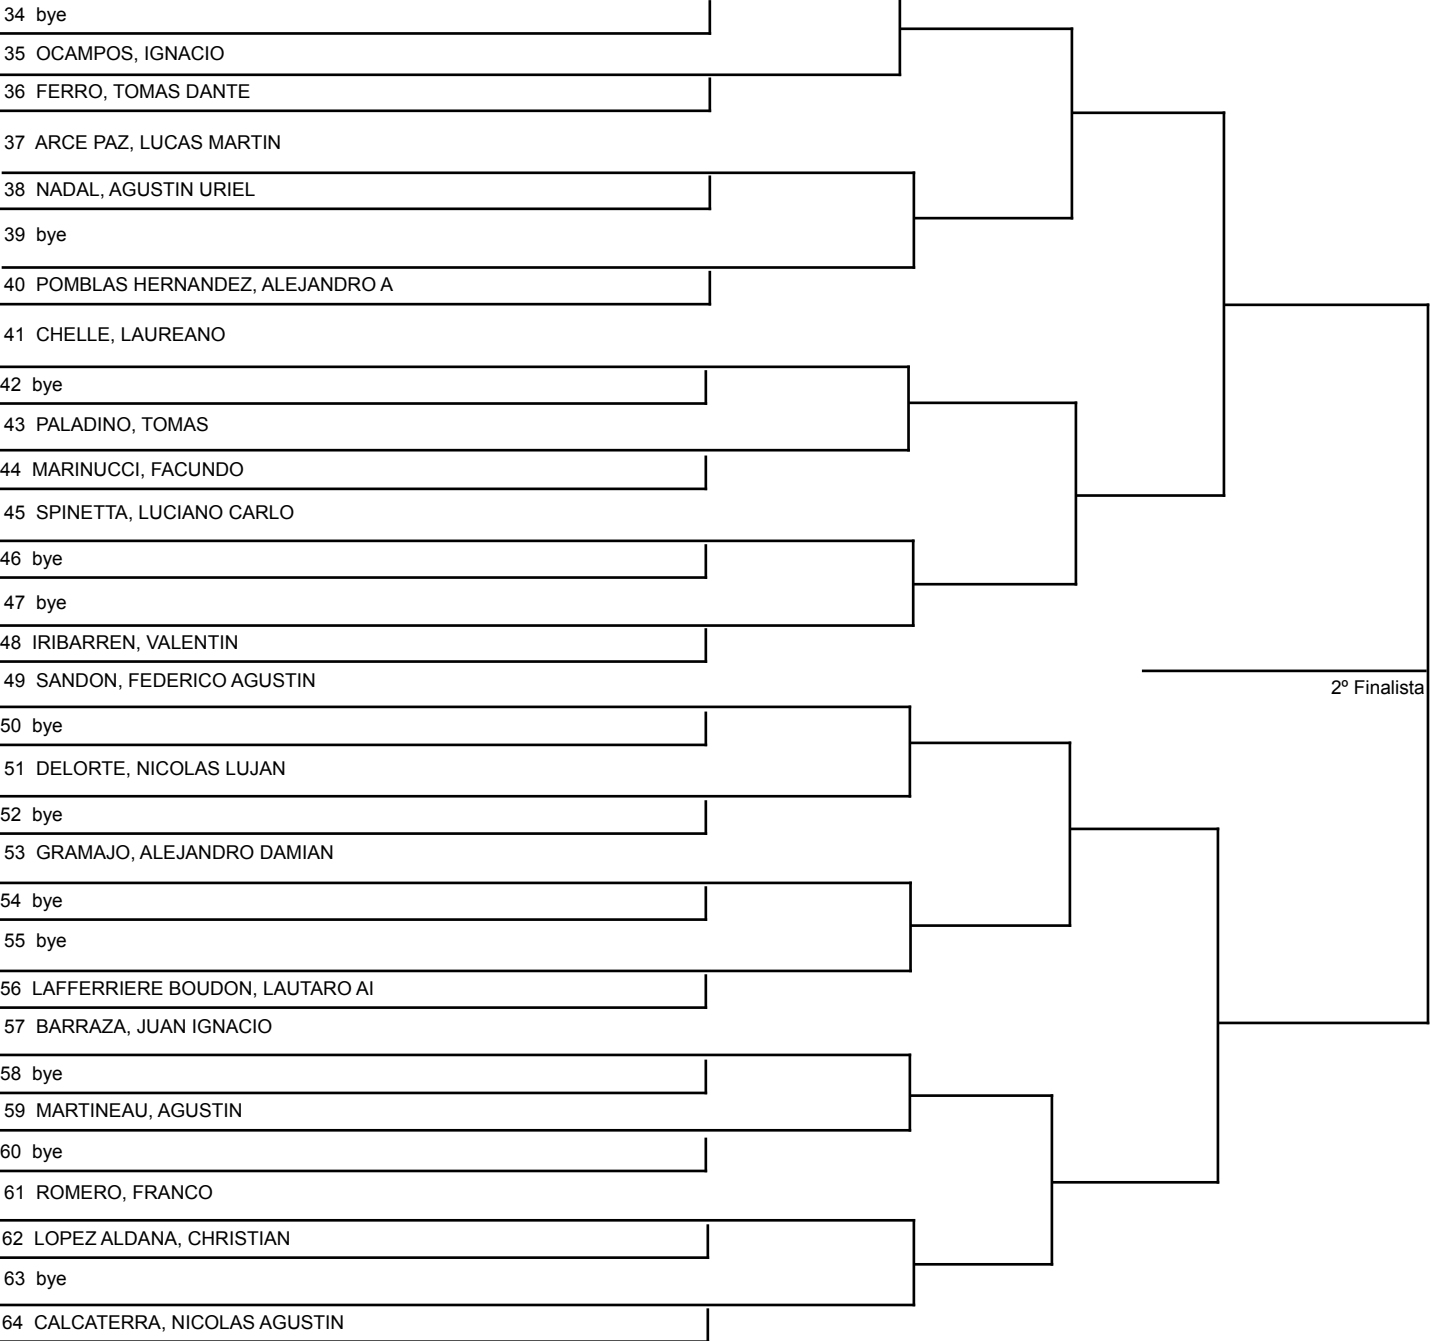 34 bye
35 OCAMPOS, IGNACIO
36 FERRO, TOMAS DANTE
37 ARCE PAZ, LUCAS MARTIN
38 NADAL, AGUSTIN URIEL
39 bye
40 POMBLAS HERNANDEZ, ALEJANDRO A
41 CHELLE, LAUREANO
42 bye
43 PALADINO, TOMAS
44 MARINUCCI, FACUNDO
45 SPINETTA, LUCIANO CARLO
46 bye
47 bye
48 IRIBARREN, VALENTIN
49 SANDON, FEDERICO AGUSTIN
2º Finalista
50 bye
51 DELORTE, NICOLAS LUJAN
52 bye
53 GRAMAJO, ALEJANDRO DAMIAN
54 bye
55 bye
56 LAFFERRIERE BOUDON, LAUTARO AI
57 BARRAZA, JUAN IGNACIO
58 bye
59 MARTINEAU, AGUSTIN
60 bye
61 ROMERO, FRANCO
62 LOPEZ ALDANA, CHRISTIAN
63 bye
64 CALCATERRA, NICOLAS AGUSTIN